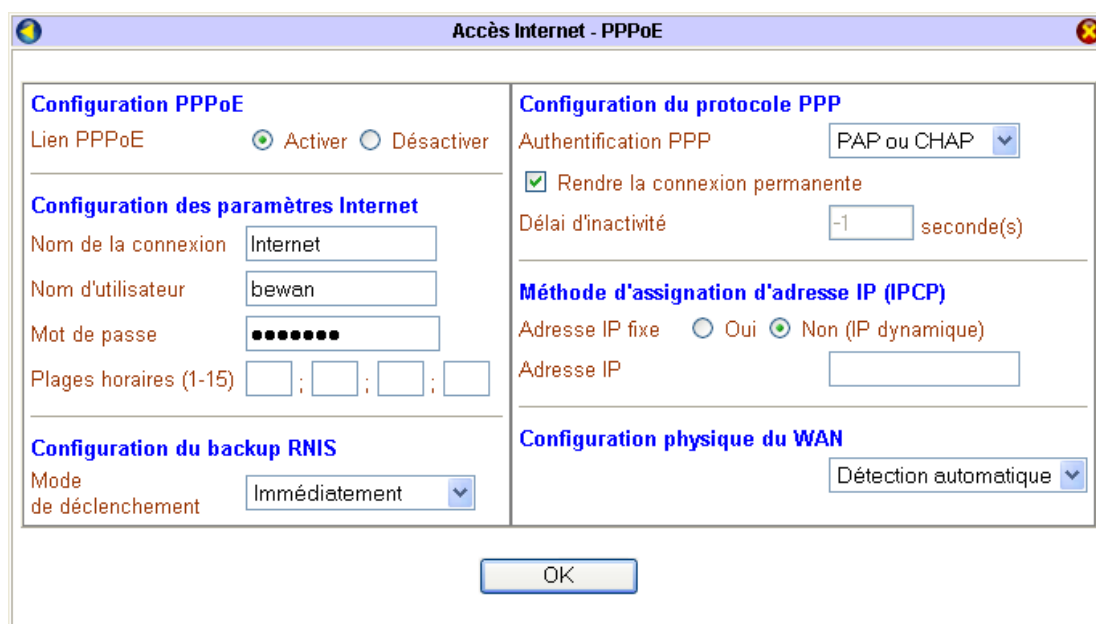 Accès Internet - PPPoE
Configuration PPPoE
Lien PPPoE Activer Désactiver
Configuration des paramètres Internet
Nom de la connexion Internet
Nom d'utilisateur bewan
Mot de passe ●●●●●●●
Plages horaires (1-15) ; ; ;
Configuration du backup RNIS
Mode
de déclenchement Immédiatement
Configuration du protocole PPP
Authentification PPP PAP ou CHAP
Rendre la connexion permanente
Délai d'inactivité -1 seconde(s)
Méthode d'assignation d'adresse IP (IPCP)
Adresse IP fixe Oui Non (IP dynamique)
Adresse IP
Configuration physique du WAN
Détection automatique
OK